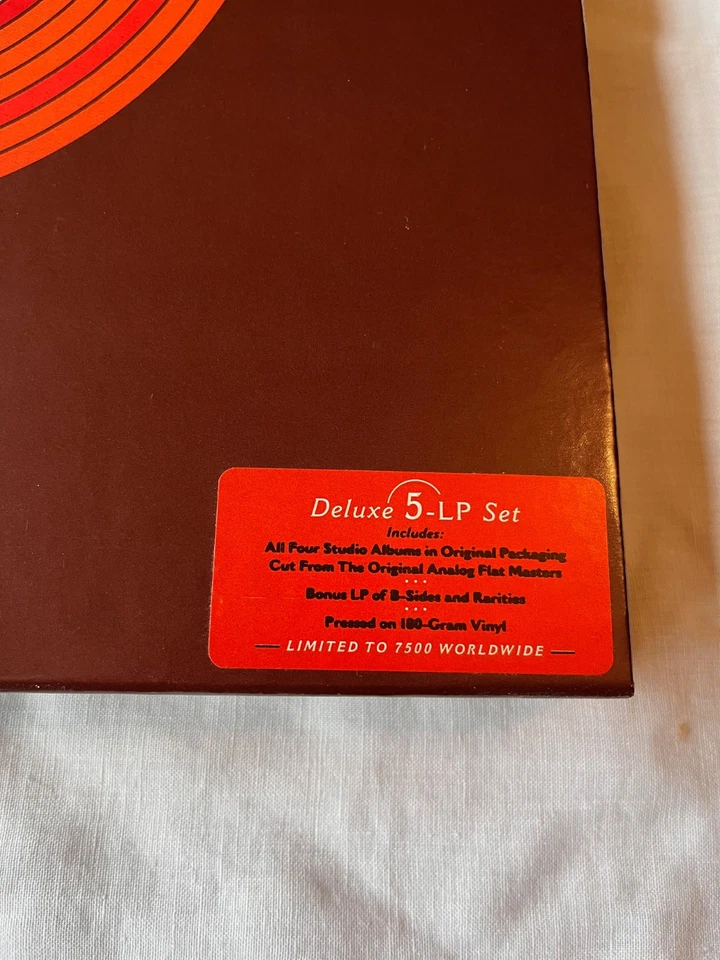 Deluxe 5-LP Set
Includes:
All Four Studio Albums in Original Packaging
Cut From The Original Analog Flat Masters
...
Bonus LP of B-Sides and Rarities
...
Pressed on 180-Gram Vinyl
— LIMITED TO 7500 WORLDWIDE —